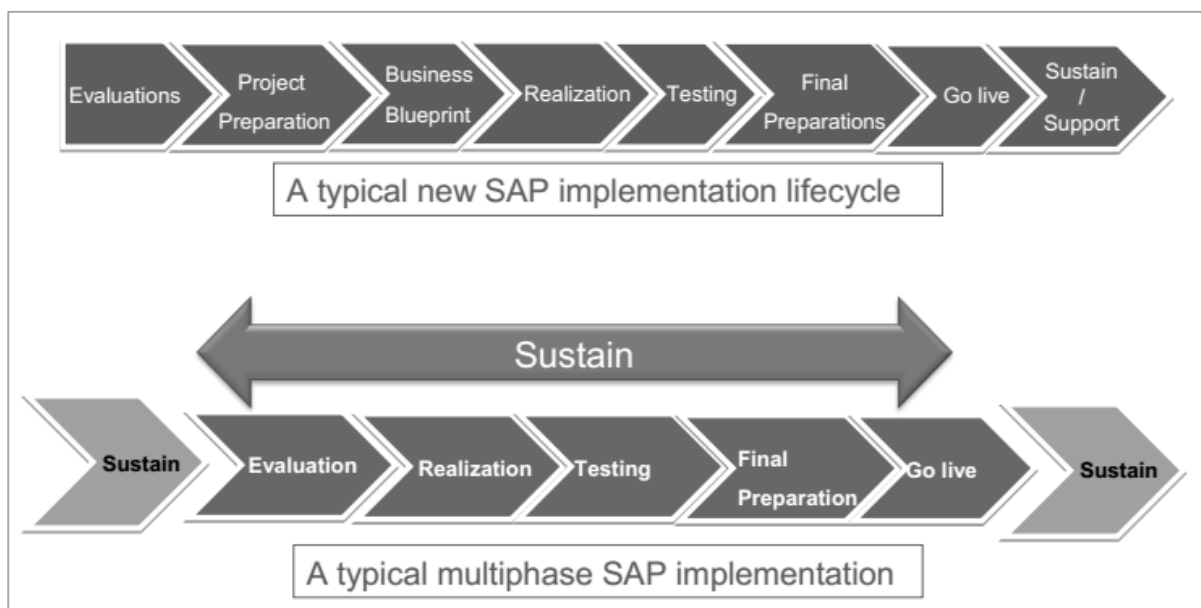 Evaluations
Project
Preparation
Business
Blueprint
Realization
Testing
Final
Preparations
Go live
Sustain
/
Support
A typical new SAP implementation lifecycle
Sustain
Sustain
Evaluation
Realization
Testing
Final
Preparation
Go live
Sustain
A typical multiphase SAP implementation